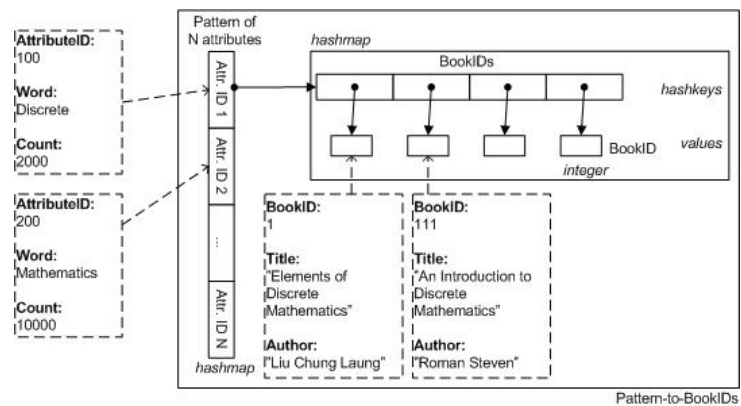 Pattern of
N attributes
AttributeID:
100
Word:
Discrete
Count:
2000
AttributeID:
200
Word:
Mathematics
Count:
10000
Attr. ID 1
Attr. ID 2
...
Attr. ID N
hashmap
hashmap
BookIDs
hashkeys
BookID
values
integer
BookID:
1
Title:
"Elements of
Discrete
Mathematics"
Author:
"Liu Chung Laung"
BookID:
111
Title:
"An Introduction to
Discrete
Mathematics"
Author:
"Roman Steven"
Pattern-to-BookIDs